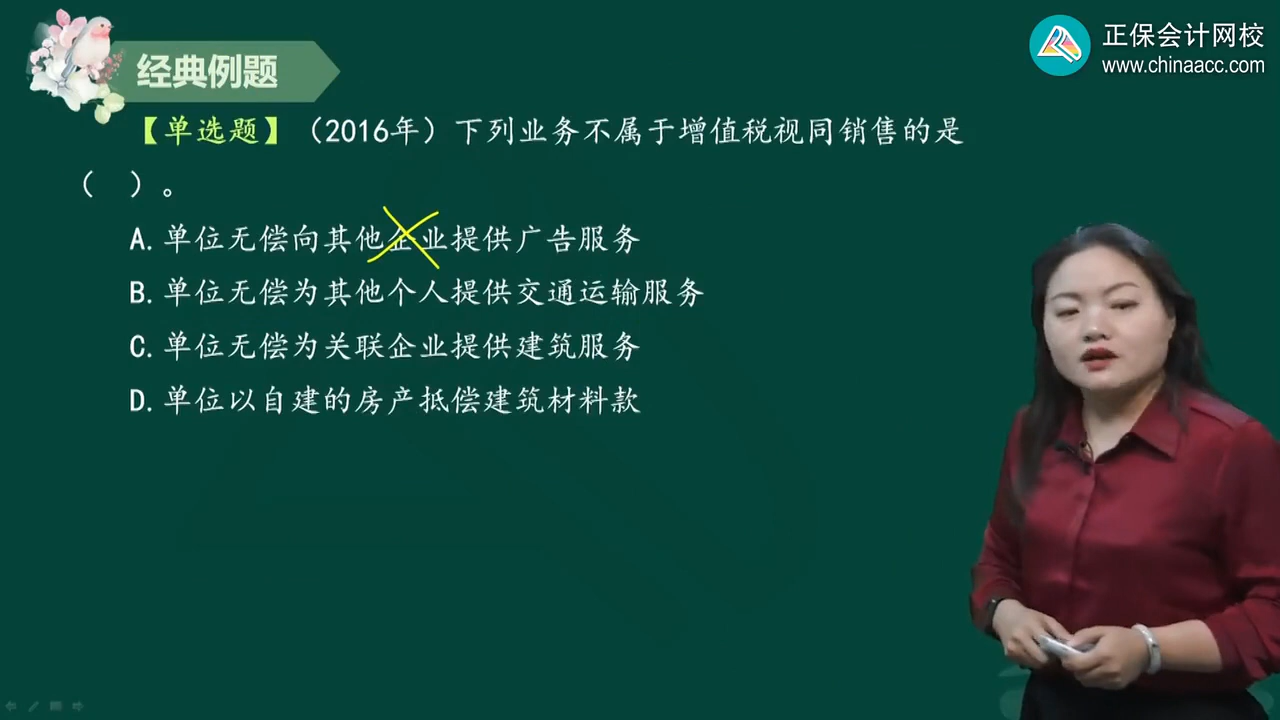 正保会计网校
www.chinaacc.com
经典例题
【单选题】（2016年）下列业务不属于增值税视同销售的是
（ ）。
A.单位无偿向其他企业提供广告服务
B.单位无偿为其他个人提供交通运输服务
C.单位无偿为关联企业提供建筑服务
D.单位以自建的房产抵偿建筑材料款